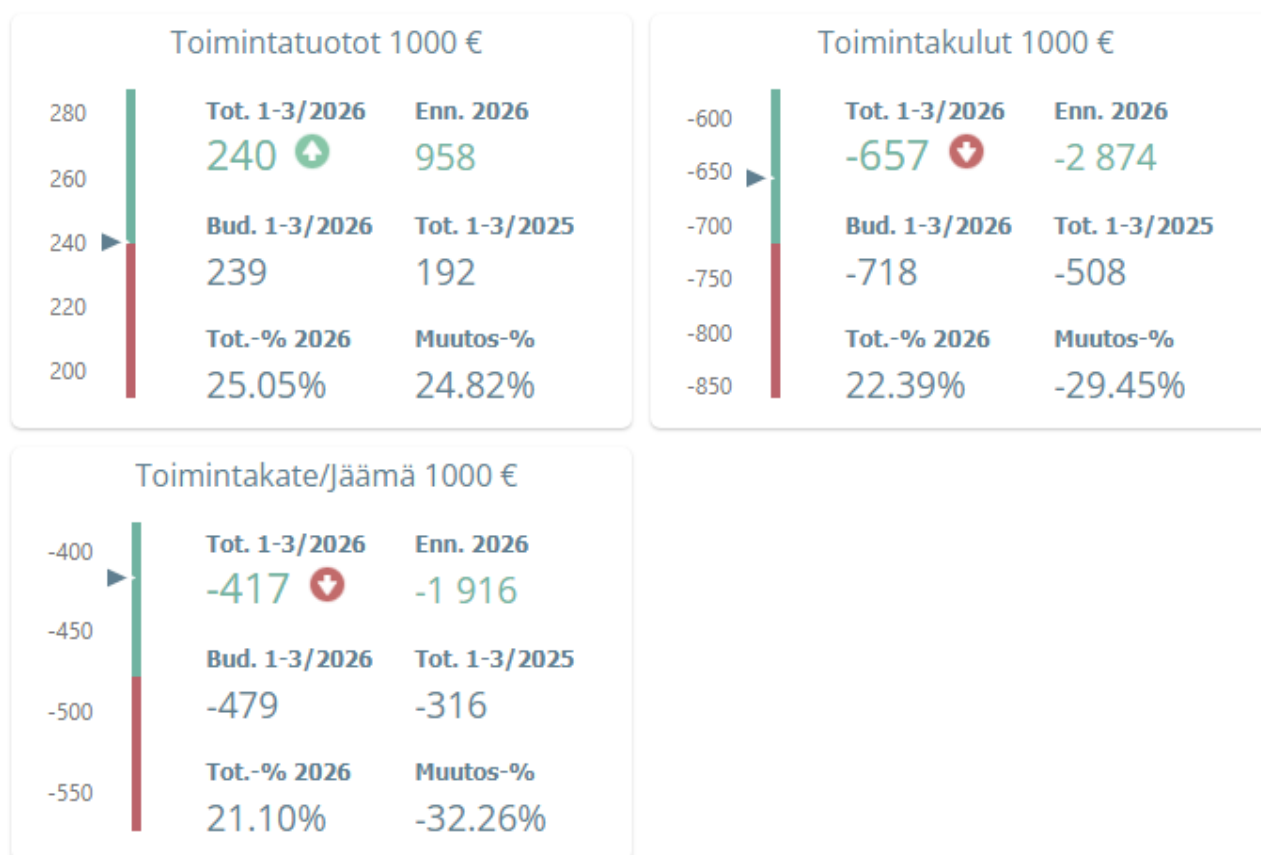 Toimintatuotot 1000 €
280
260
240
220
200
Tot. 1-3/2026 Enn. 2026
240 958
Bud. 1-3/2026 Tot. 1-3/2025
239 192
Tot.-% 2026 Muutos-%
25.05% 24.82%
Toimintakulut 1000 €
-600
-650
-700
-750
-800
-850
Tot. 1-3/2026 Enn. 2026
-657 -2 874
Bud. 1-3/2026 Tot. 1-3/2025
-718 -508
Tot.-% 2026 Muutos-%
22.39% -29.45%
Toimintakate/Jäämä 1000 €
-400
-450
-500
-550
Tot. 1-3/2026 Enn. 2026
-417 -1 916
Bud. 1-3/2026 Tot. 1-3/2025
-479 -316
Tot.-% 2026 Muutos-%
21.10% -32.26%